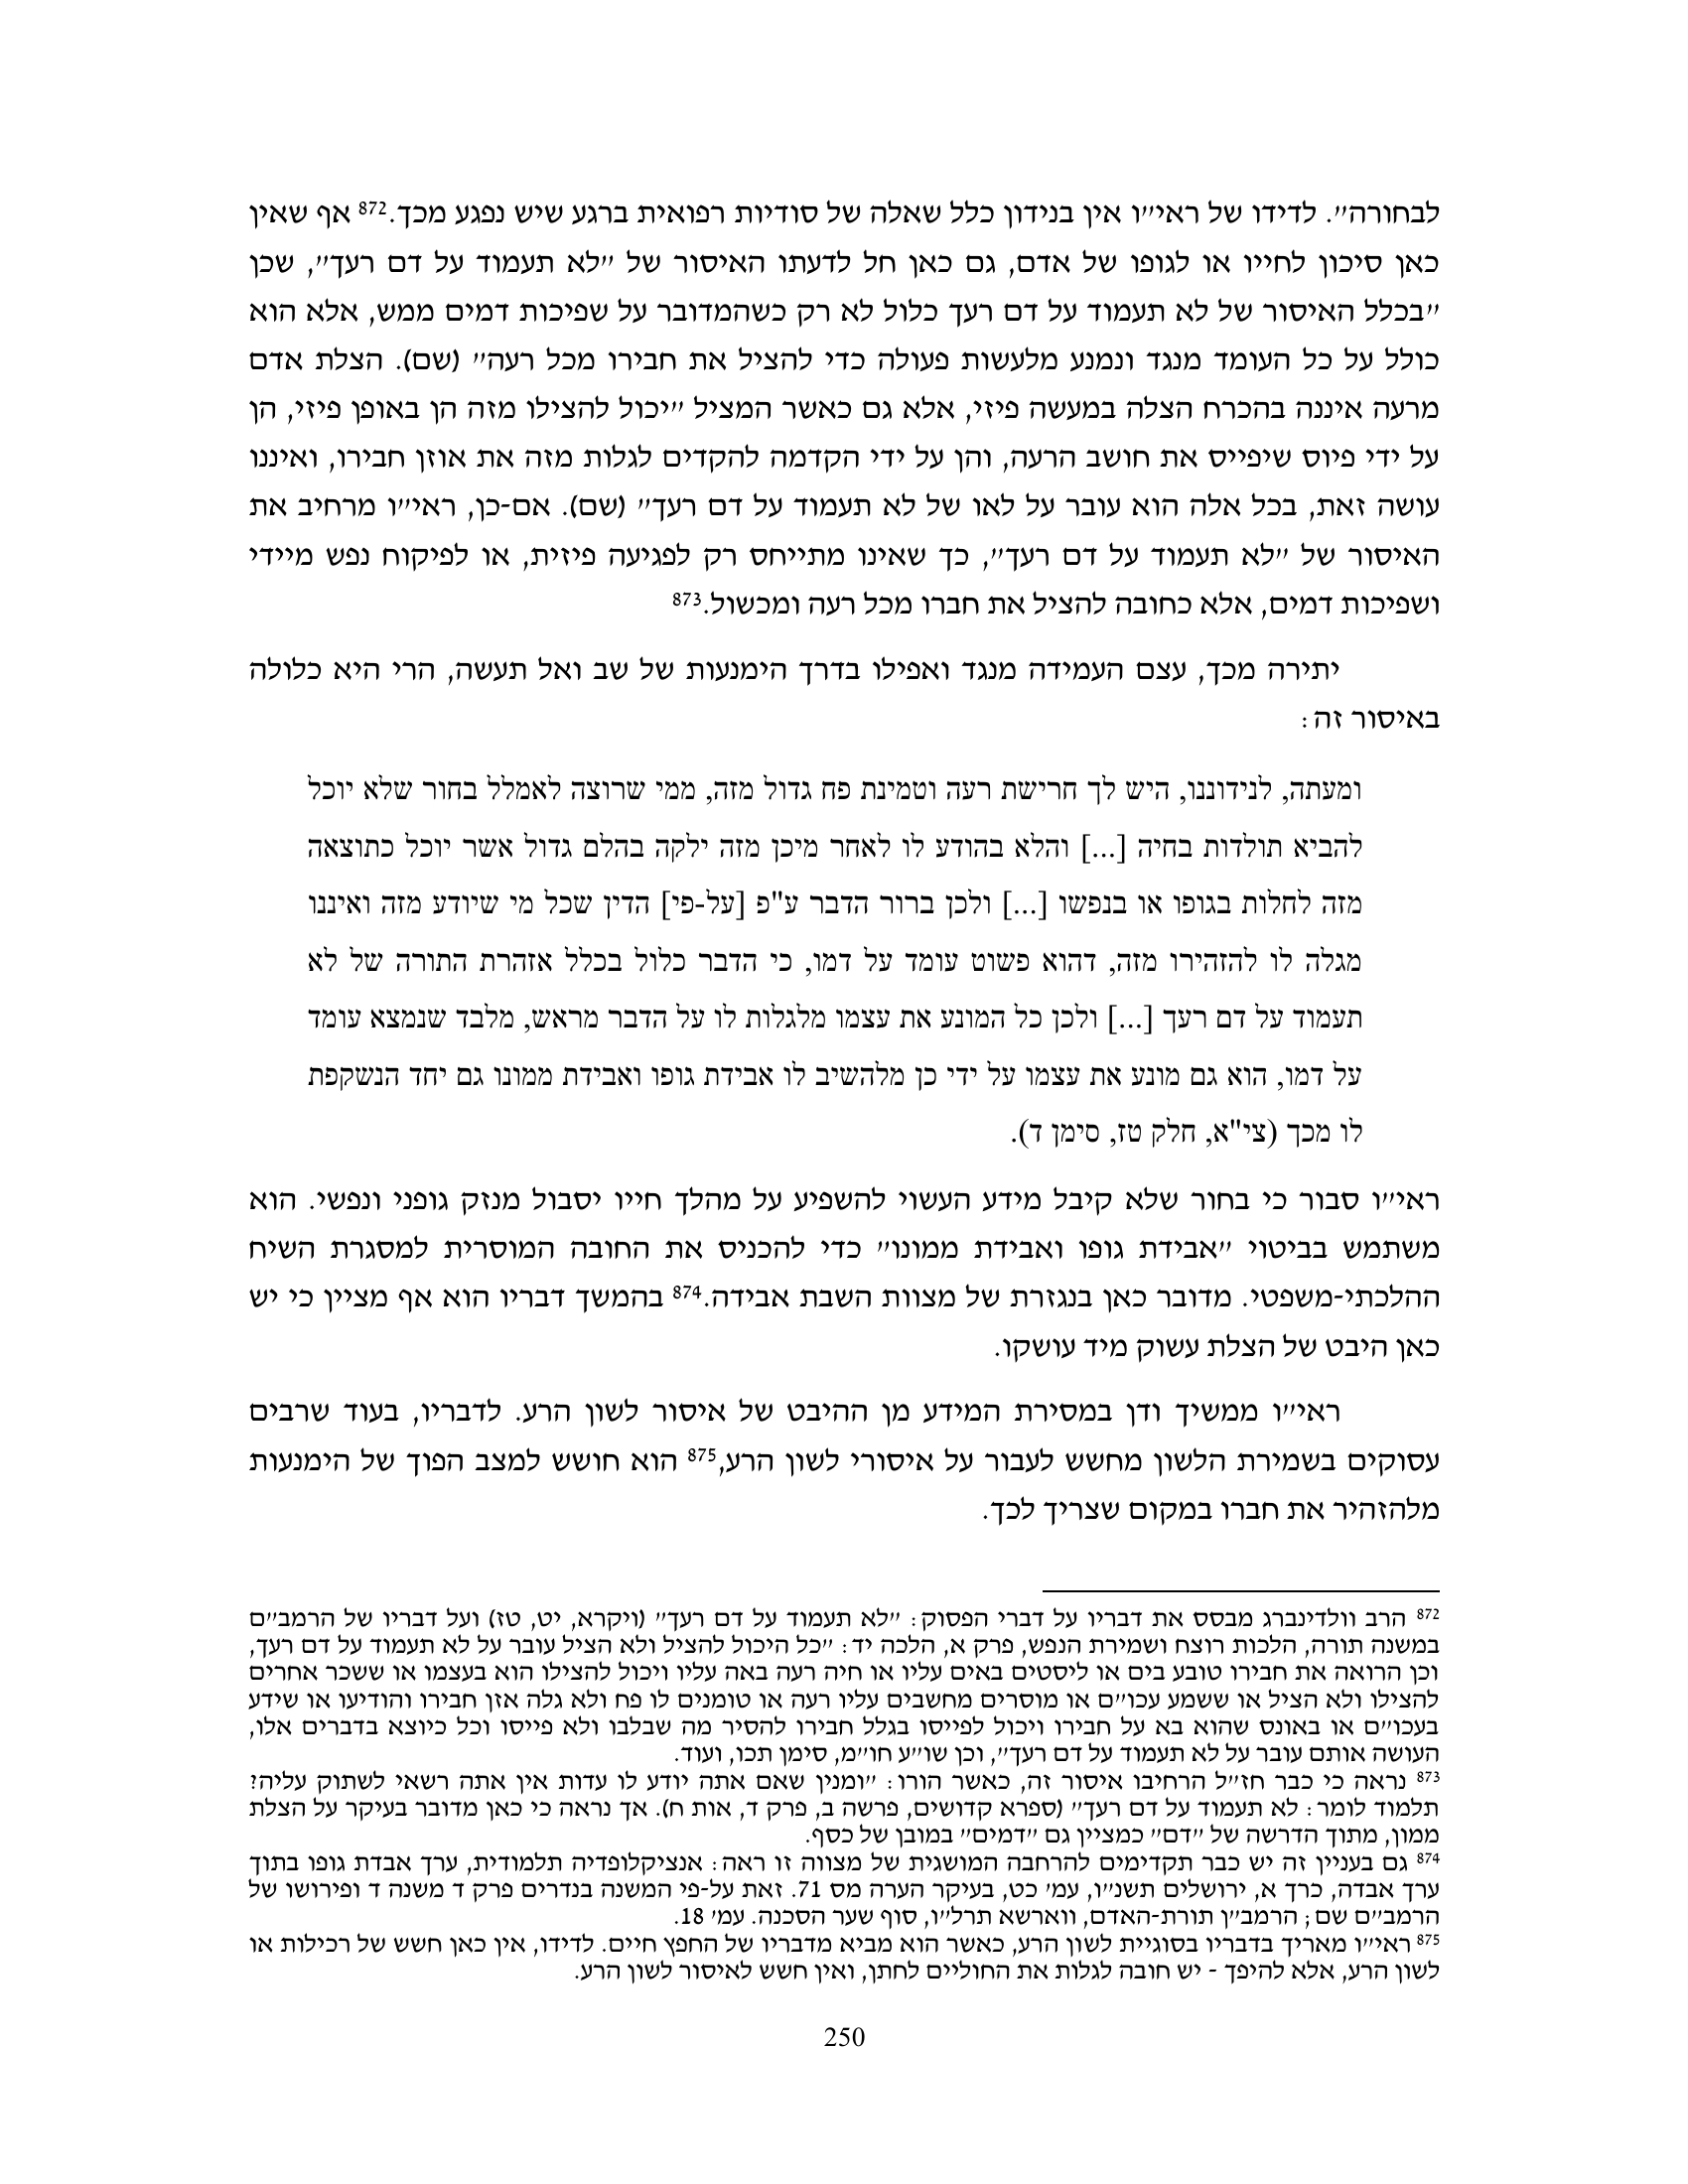 לבחורה״. לדידו של ראי״ו אין בנידון כלל שאלה של סודיות רפואית ברגע שיש נפגע מכך.872 אף שאין
כאן סיכון לחייו או לגופו של אדם, גם כאן חל לדעתו האיסור של ״לא תעמוד על דם רעך״, שכן
״בכלל האיסור של לא תעמוד על דם רעך כלול לא רק כשהמדובר על שפיכות דמים ממש, אלא הוא
כולל על כל העומד מנגד ונמנע מלעשות פעולה כדי להציל את חבירו מכל רעה״ (שם). הצלת אדם
מרעה איננה בהכרח הצלה במעשה פיזי, אלא גם כאשר המציל ״יכול להצילו מזה הן באופן פיזי, הן
על ידי פיוס שיפייס את חושב הרעה, והן על ידי הקדמה להקדים לגלות מזה את אוזן חבירו, ואיננו
עושה זאת, בכל אלה הוא עובר על לאו של לא תעמוד על דם רעך״ (שם). אם-כן, ראי״ו מרחיב את
האיסור של ״לא תעמוד על דם רעך״, כך שאינו מתייחס רק לפגיעה פיזית, או לפיקוח נפש מיידי
ושפיכות דמים, אלא כחובה להציל את חברו מכל רעה ומכשול.873
יתירה מכך, עצם העמידה מנגד ואפילו בדרך הימנעות של שב ואל תעשה, הרי היא כלולה
באיסור זה:
ומעתה, לנידוננו, היש לך חרישת רעה וטמינת פח גדול מזה, ממי שרוצה לאמלל בחור שלא יוכל
להביא תולדות בחיה [...] והלא בהודע לו לאחר מיכן מזה ילקה בהלם גדול אשר יוכל כתוצאה
מזה לחלות בגופו או בנפשו [...] ולכן ברור הדבר ע"פ [על-פי] הדין שכל מי שיודע מזה ואיננו
מגלה לו להזהירו מזה, דהוא פשוט עומד על דמו, כי הדבר כלול בכלל אזהרת התורה של לא
תעמוד על דם רעך [...] ולכן כל המונע את עצמו מלגלות לו על הדבר מראש, מלבד שנמצא עומד
על דמו, הוא גם מונע את עצמו על ידי כן מלהשיב לו אבידת גופו ואבידת ממונו גם יחד הנשקפת
לו מכך (צי"א, חלק טז, סימן ד).
ראי״ו סבור כי בחור שלא קיבל מידע העשוי להשפיע על מהלך חייו יסבול מנזק גופני ונפשי. הוא
משתמש בביטוי ״אבידת גופו ואבידת ממונו״ כדי להכניס את החובה המוסרית למסגרת השיח
ההלכתי-משפטי. מדובר כאן בנגזרת של מצוות השבת אבידה.874 בהמשך דבריו הוא אף מציין כי יש
כאן היבט של הצלת עשוק מיד עושקו.
ראי״ו ממשיך ודן במסירת המידע מן ההיבט של איסור לשון הרע. לדבריו, בעוד שרבים
עסוקים בשמירת הלשון מחשש לעבור על איסורי לשון הרע,875 הוא חושש למצב הפוך של הימנעות
מלהזהיר את חברו במקום שצריך לכך.
872 הרב וולדינברג מבסס את דבריו על דברי הפסוק: ״לא תעמוד על דם רעך״ (ויקרא, יט, טז) ועל דבריו של הרמב״ם
במשנה תורה, הלכות רוצח ושמירת הנפש, פרק א, הלכה יד: ״כל היכול להציל ולא הציל עובר על לא תעמוד על דם רעך,
וכן הרואה את חבירו טובע בים או ליסטים באים עליו או חיה רעה באה עליו ויכול להצילו הוא בעצמו או ששכר אחרים
להצילו ולא הציל או ששמע עכו״ם או מוסרים מחשבים עליו רעה או טומנים לו פח ולא גלה אזן חבירו והודיעו או שידע
בעכו״ם או באונס שהוא בא על חבירו ויכול לפייסו בגלל חבירו להסיר מה שבלבו ולא פייסו וכל כיוצא בדברים אלו,
העושה אותם עובר על לא תעמוד על דם רעך״, וכן שו״ע חו״מ, סימן תכו, ועוד.
873 נראה כי כבר חז״ל הרחיבו איסור זה, כאשר הורו: ״ומנין שאם אתה יודע לו עדות אין אתה רשאי לשתוק עליה?
תלמוד לומר: לא תעמוד על דם רעך״ (ספרא קדושים, פרשה ב, פרק ד, אות ח). אך נראה כי כאן מדובר בעיקר על הצלת
ממון, מתוך הדרשה של ״דם״ כמציין גם ״דמים״ במובן של כסף.
874 גם בעניין זה יש כבר תקדימים להרחבה המושגית של מצווה זו ראה: אנציקלופדיה תלמודית, ערך אבדת גופו בתוך
ערך אבדה, כרך א, ירושלים תשנ״ו, עמ׳ כט, בעיקר הערה מס 71. זאת על-פי המשנה בנדרים פרק ד משנה ד ופירושו של
הרמב״ם שם; הרמב״ן תורת-האדם, ווארשא תרל״ו, סוף שער הסכנה. עמ׳ 18.
875 ראי״ו מאריך בדבריו בסוגיית לשון הרע, כאשר הוא מביא מדבריו של החפץ חיים. לדידו, אין כאן חשש של רכילות או
לשון הרע, אלא להיפך - יש חובה לגלות את החוליים לחתן, ואין חשש לאיסור לשון הרע.
250